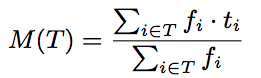 M(T) = \frac{\sum_{i \in T} f_i \cdot t_i}{\sum_{i \in T} f_i}